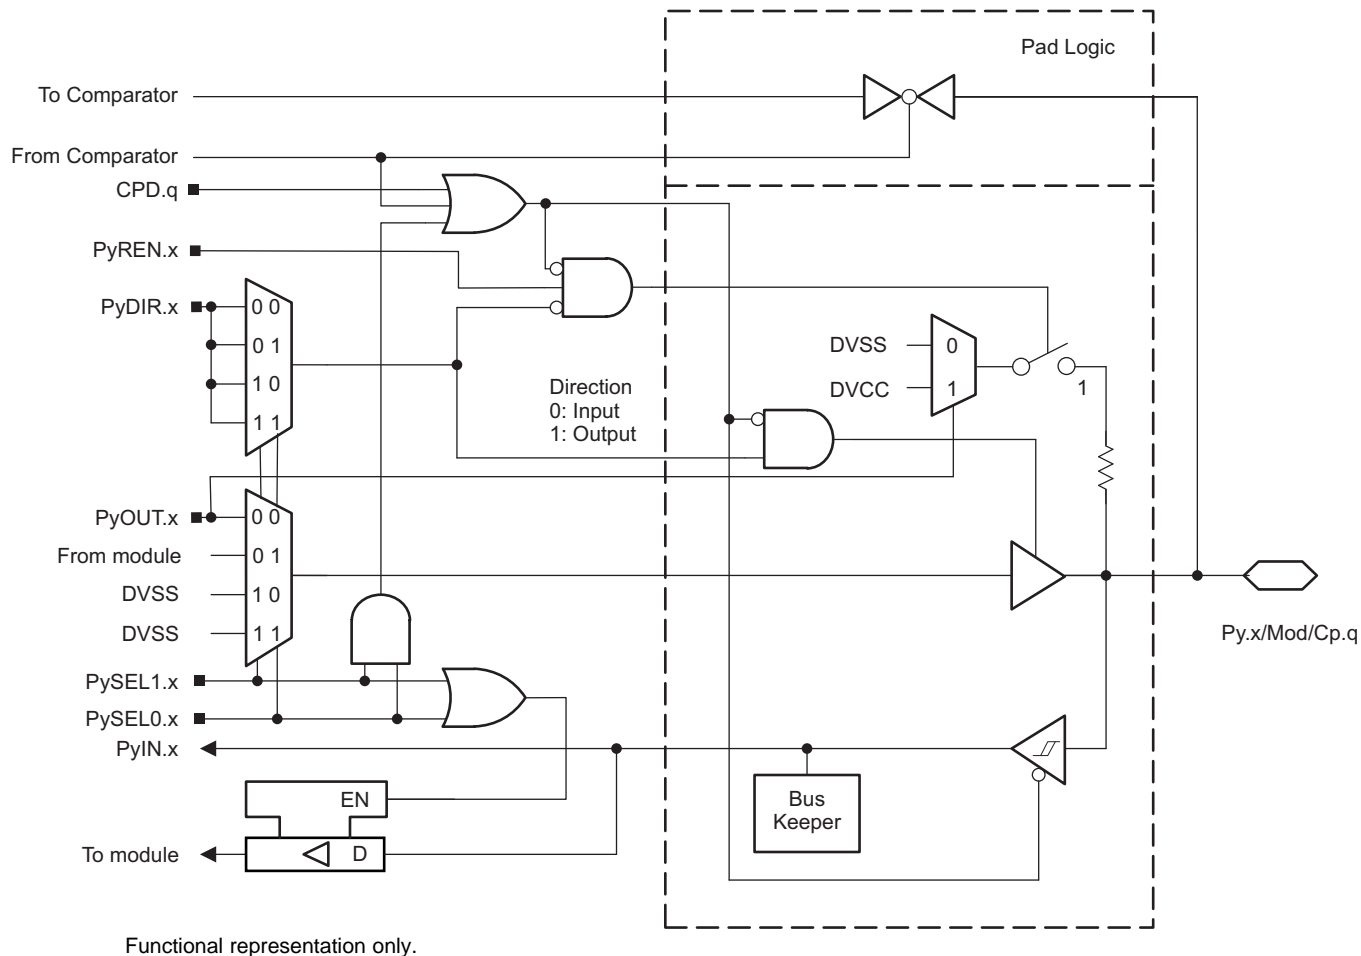 Pad Logic
To Comparator
From Comparator
CPD.q
PyREN.x
PyDIR.x
0 0
0 1
1 0
1 1
Direction
0: Input
1: Output
DVSS
0
DVCC
1
1
PyOUT.x
0 0
From module
0 1
DVSS
1 0
DVSS
1 1
Py.x/Mod/Cp.q
PySEL1.x
PySEL0.x
PyIN.x
EN
Bus
Keeper
To module
D
Functional representation only.